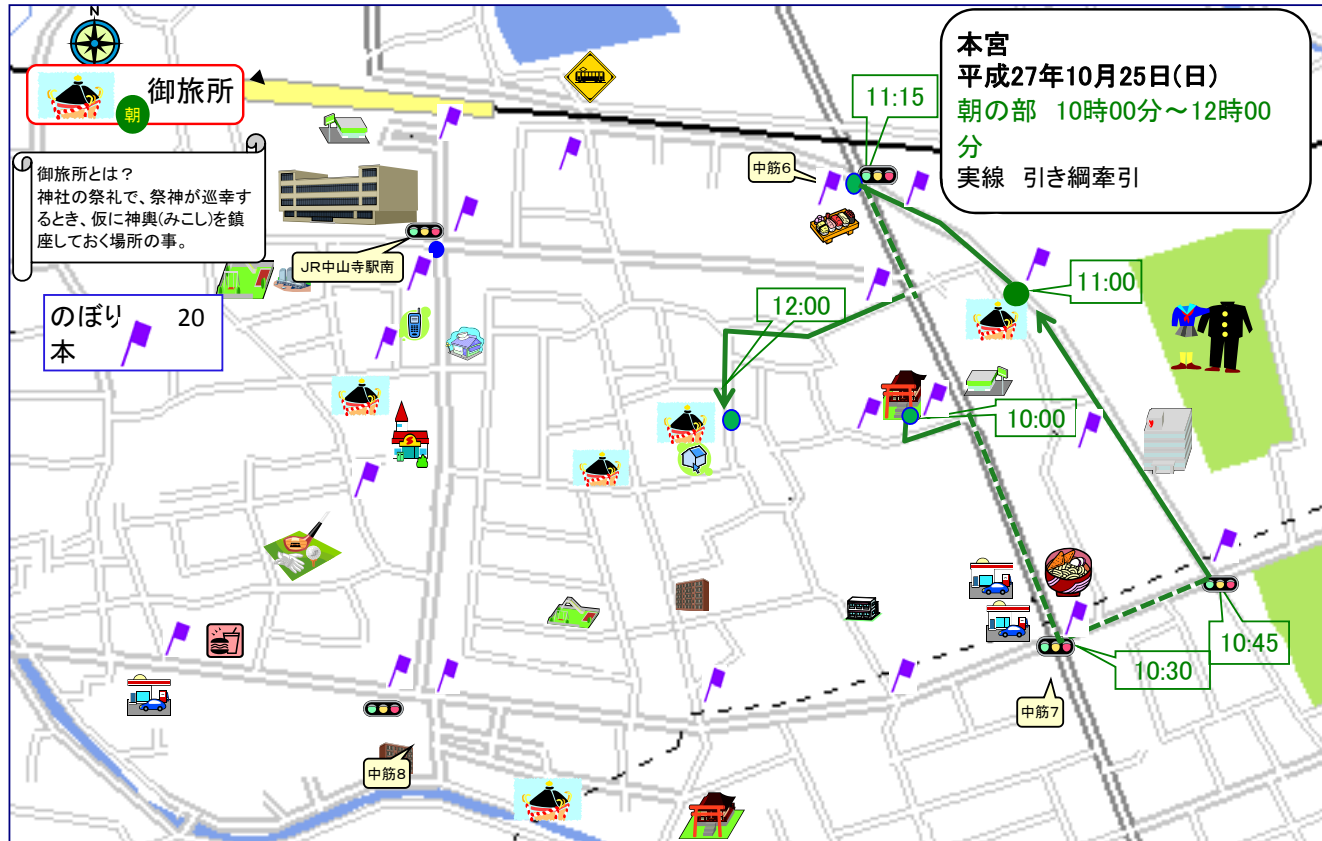 N
御旅所
朝
御旅所とは？
神社の祭礼で、祭神が巡幸す
るとき、仮に神輿(みこし)を鎮
座しておく場所の事。
のぼり　　20
本
本宮
平成27年10月25日(日)
朝の部　10時00分～12時00
分
実線　引き綱牽引
11:15
中筋6
JR中山寺駅南
11:00
12:00
10:00
10:45
10:30
中筋7
中筋8